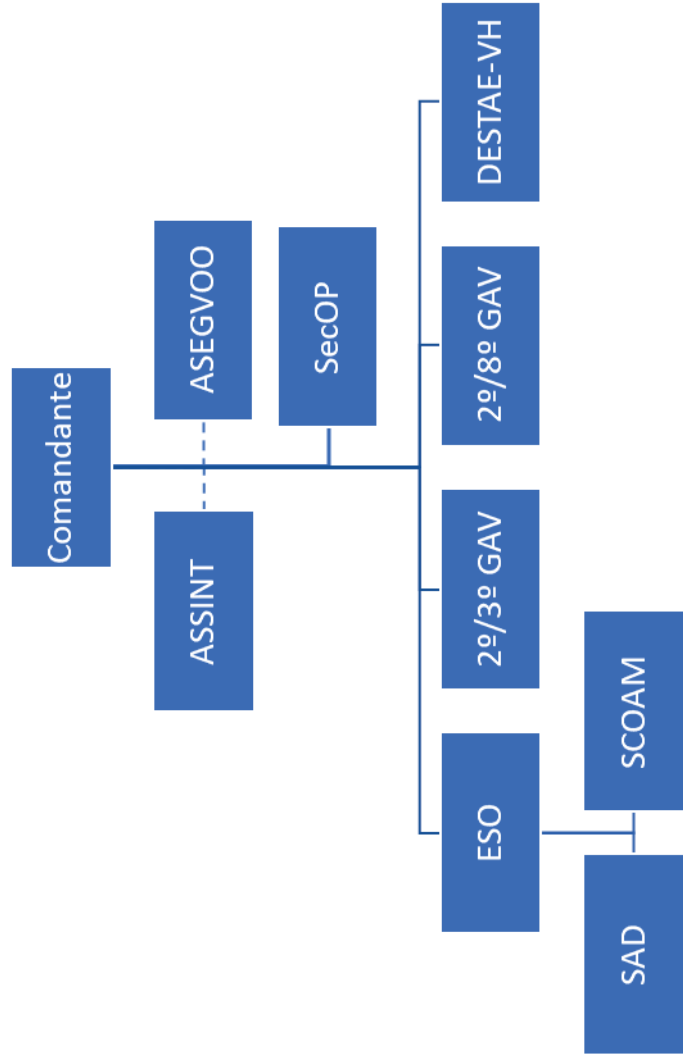 Comandante
ASSINT
ASEGVOO
SecOP
ESO
2º/3º GAV
2º/8º GAV
DESTAE-VH
SAD
SCOAM